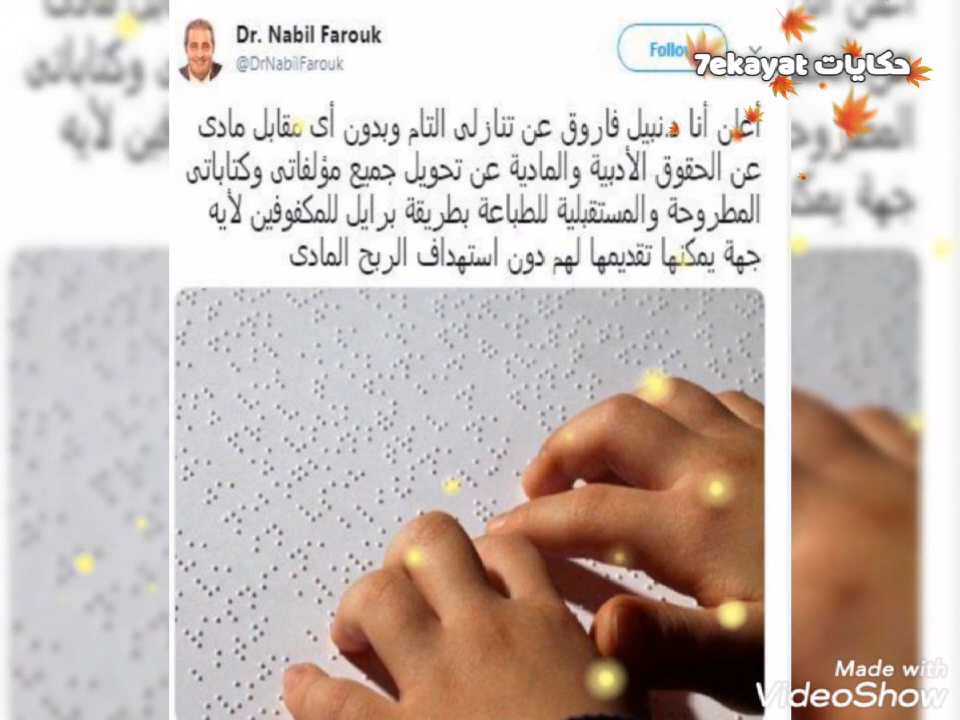 Dr. Nabil Farouk
@DrNabilFarouk
7ekayat حكايات
أعلن أنا د.نبيل فاروق عن تنازلى التام وبدون أى مقابل مادى
عن الحقوق الأدبية والمادية عن تحويل جميع مؤلفاتى وكتاباتى
المطروحة والمستقبلية للطباعة بطريقة برايل للمكفوفين لأيه
جهة يمكنها تقديمها لهم دون استهداف الربح المادى
Made with
VideoShow